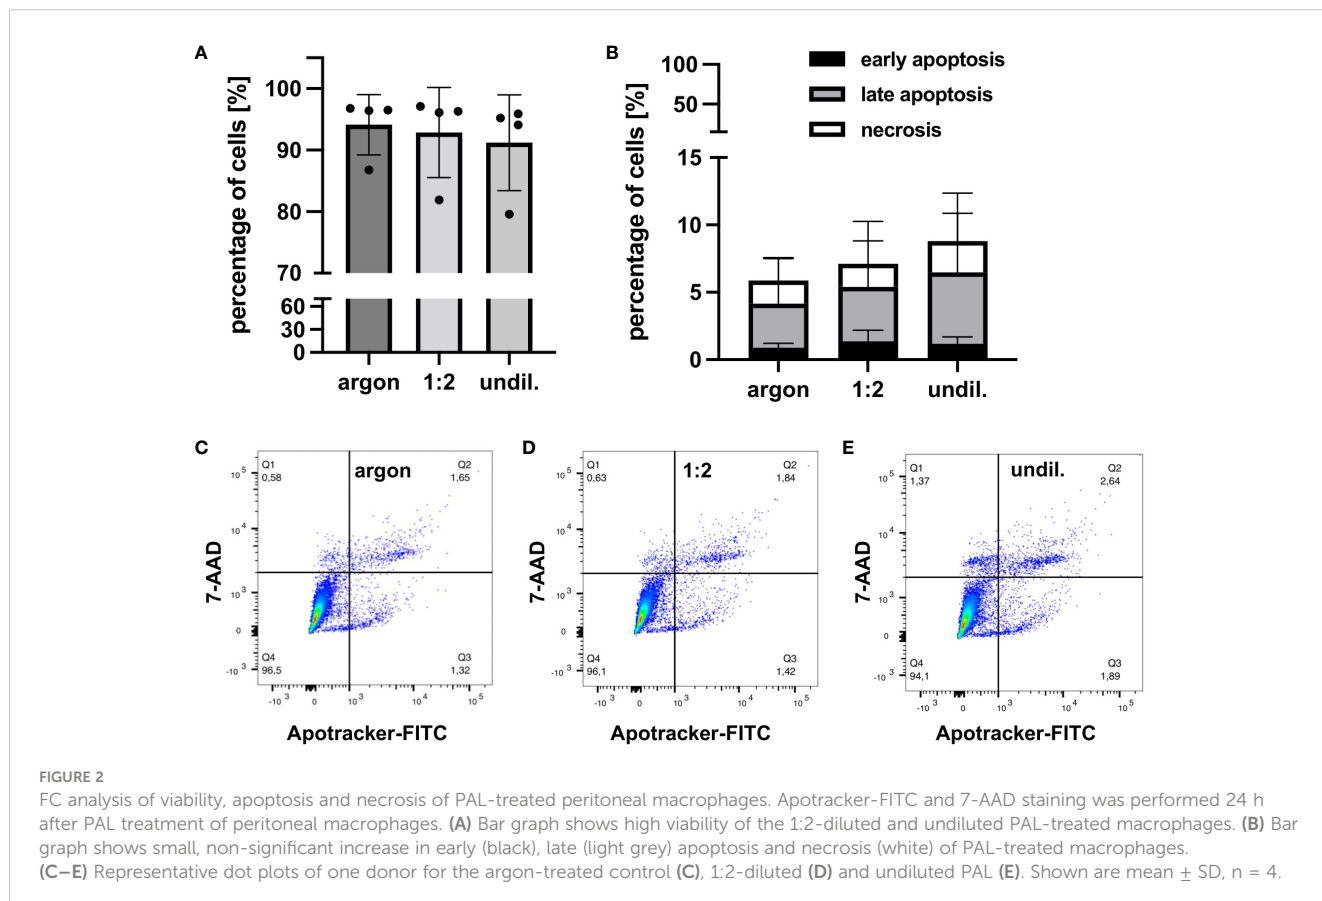 A
percentage of cells [%]
100
90
80
70
60
30
0
argon 1:2 undil.
B
percentage of cells [%]
100
50
15
10
5
0
argon 1:2 undil.
early apoptosis
late apoptosis
necrosis
C
argon
Q1
0,58
Q2
1,65
Q4
96,5
Q3
1,32
7-AAD
10 5
10 4
10 3
0
-10 3
-10 3 0 10 3 10 4 10 5
Apotracker-FITC
D
1:2
Q1
0,63
Q2
1,84
Q4
96,1
Q3
1,42
7-AAD
10 5
10 4
10 3
0
-10 3
-10 3 0 10 3 10 4 10 5
Apotracker-FITC
E
undil.
Q1
1,37
Q2
2,64
Q4
94,1
Q3
1,89
7-AAD
10 5
10 4
10 3
0
-10 3
-10 3 0 10 3 10 4 10 5
Apotracker-FITC
FIGURE 2
FC analysis of viability, apoptosis and necrosis of PAL-treated peritoneal macrophages. Apotracker-FITC and 7-AAD staining was performed 24 h
after PAL treatment of peritoneal macrophages. (A) Bar graph shows high viability of the 1:2-diluted and undiluted PAL-treated macrophages. (B) Bar
graph shows small, non-significant increase in early (black), late (light grey) apoptosis and necrosis (white) of PAL-treated macrophages.
(C–E) Representative dot plots of one donor for the argon-treated control (C), 1:2-diluted (D) and undiluted PAL (E). Shown are mean ± SD, n = 4.